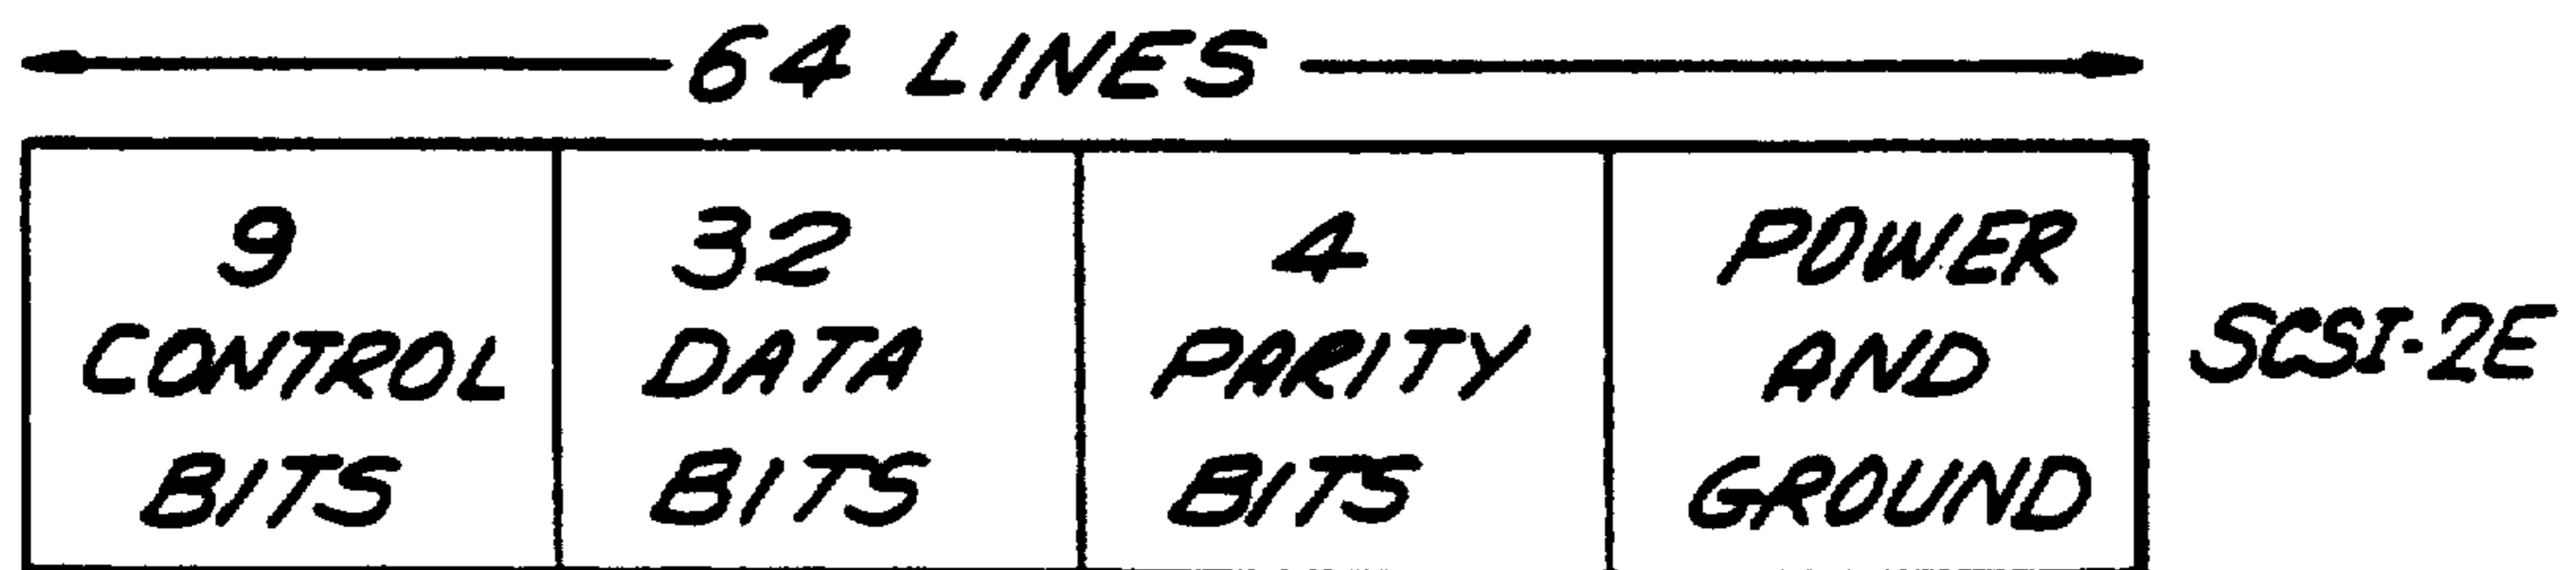 64 LINES
9
CONTROL
BITS
32
DATA
BITS
4
PARITY
BITS
POWER
AND
GROUND
SCSI-2E